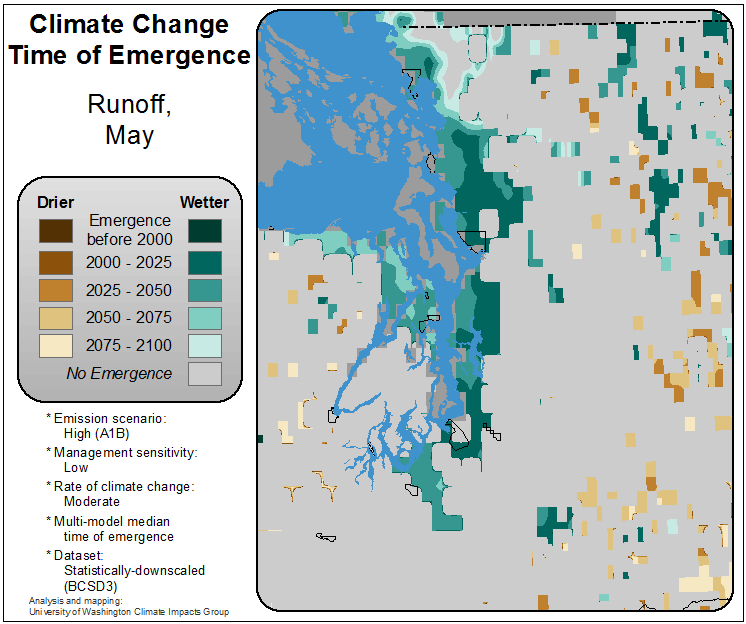 Climate Change
Time of Emergence
Runoff,
May
Drier Wetter
Emergence
before 2000
2000 - 2025
2025 - 2050
2050 - 2075
2075 - 2100
No Emergence
* Emission scenario:
High (A1B)
* Management sensitivity:
Low
* Rate of climate change:
Moderate
* Multi-model median
time of emergence
* Dataset:
Statistically-downscaled
(BCSD3)
Analysis and mapping:
University of Washington Climate Impacts Group